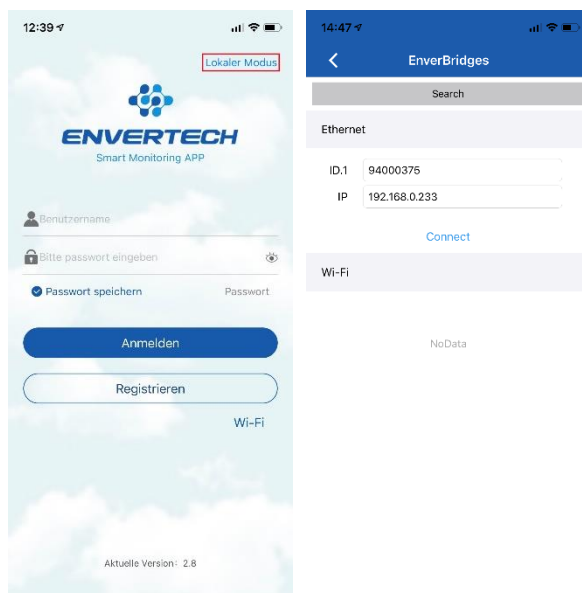 12:39
Lokaler Modus
ENVERTECH
Smart Monitoring APP
Benutzername
Bitte passwort eingeben
Passwort speichern
Passwort
Anmelden
Registrieren
Wi-Fi
Aktuelle Version: 2.8
14:47
EnverBridges
Search
Ethernet
ID.1 94000375
IP 192.168.0.233
Connect
Wi-Fi
NoData